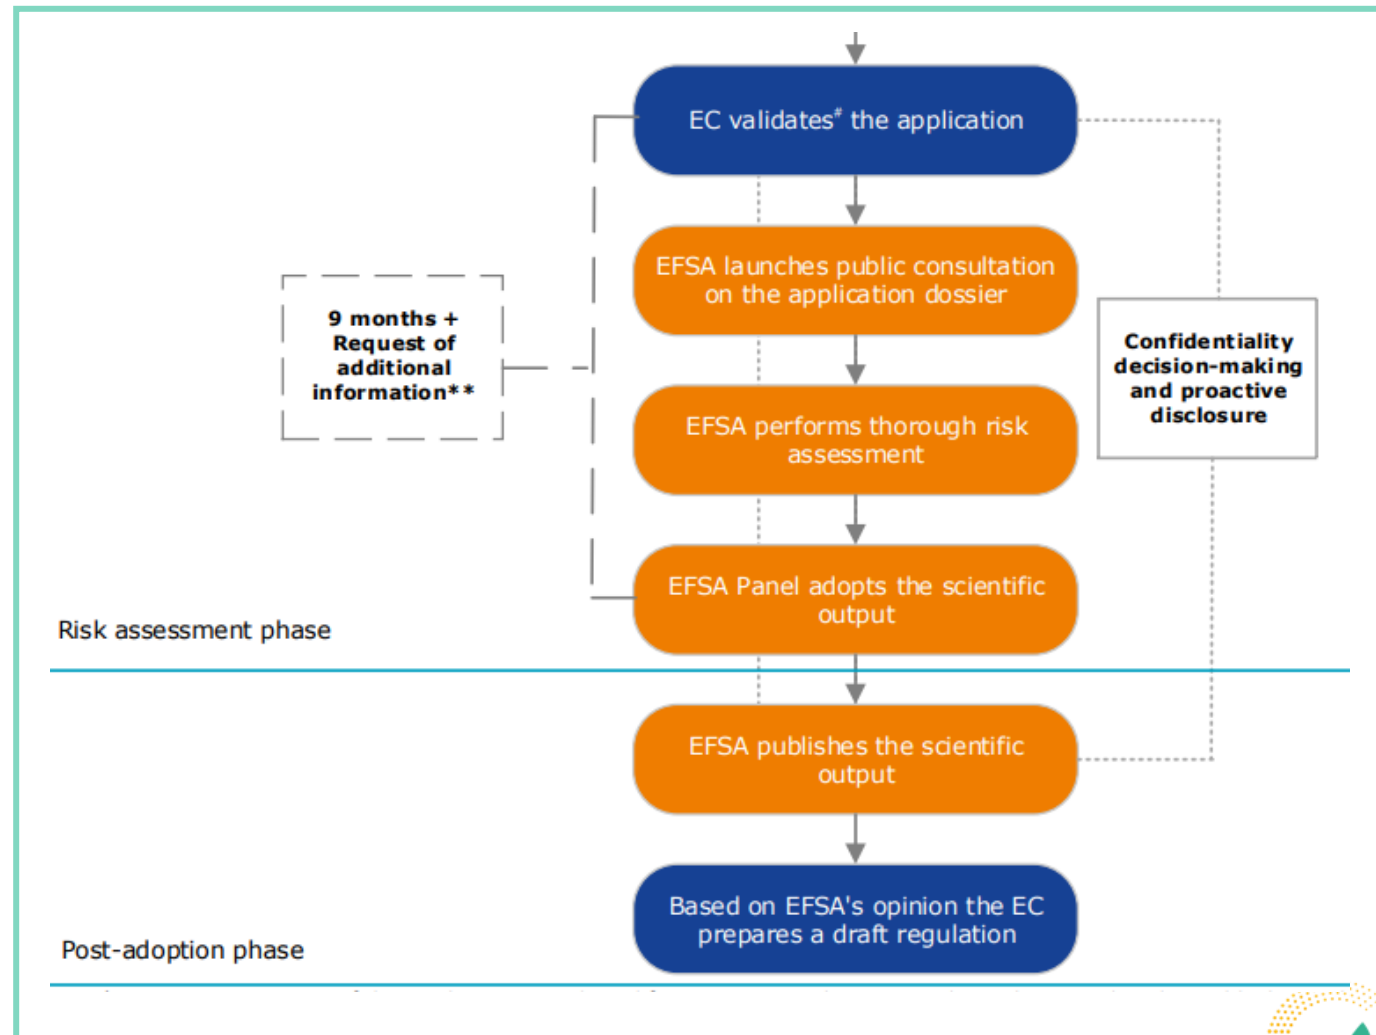 EC validates# the application
EFSA launches public consultation
on the application dossier
9 months +
Request of
additional
information**
Confidentiality
decision-making
and proactive
disclosure
EFSA performs thorough risk
assessment
EFSA Panel adopts the scientific
output
Risk assessment phase
EFSA publishes the scientific
output
Based on EFSA's opinion the EC
prepares a draft regulation
Post-adoption phase